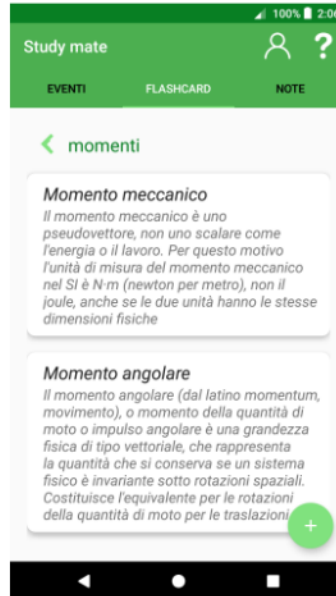 100% 2:06
Study mate
?
EVENTI FLASHCARD NOTE
momenti
Momento meccanico
Il momento meccanico è uno
pseudovettore, non uno scalare come
l'energia o il lavoro. Per questo motivo
l'unità di misura del momento meccanico
nel SI è N·m (newton per metro), non il
joule, anche se le due unità hanno le stesse
dimensioni fisiche
Momento angolare
Il momento angolare (dal latino momentum,
movimento), o momento della quantità di
moto o impulso angolare è una grandezza
fisica di tipo vettoriale, che rappresenta
la quantità che si conserva se un sistema
fisico è invariante sotto rotazioni spaziali.
Costituisce l'equivalente per le rotazioni
della quantità di moto per le traslazioni
+